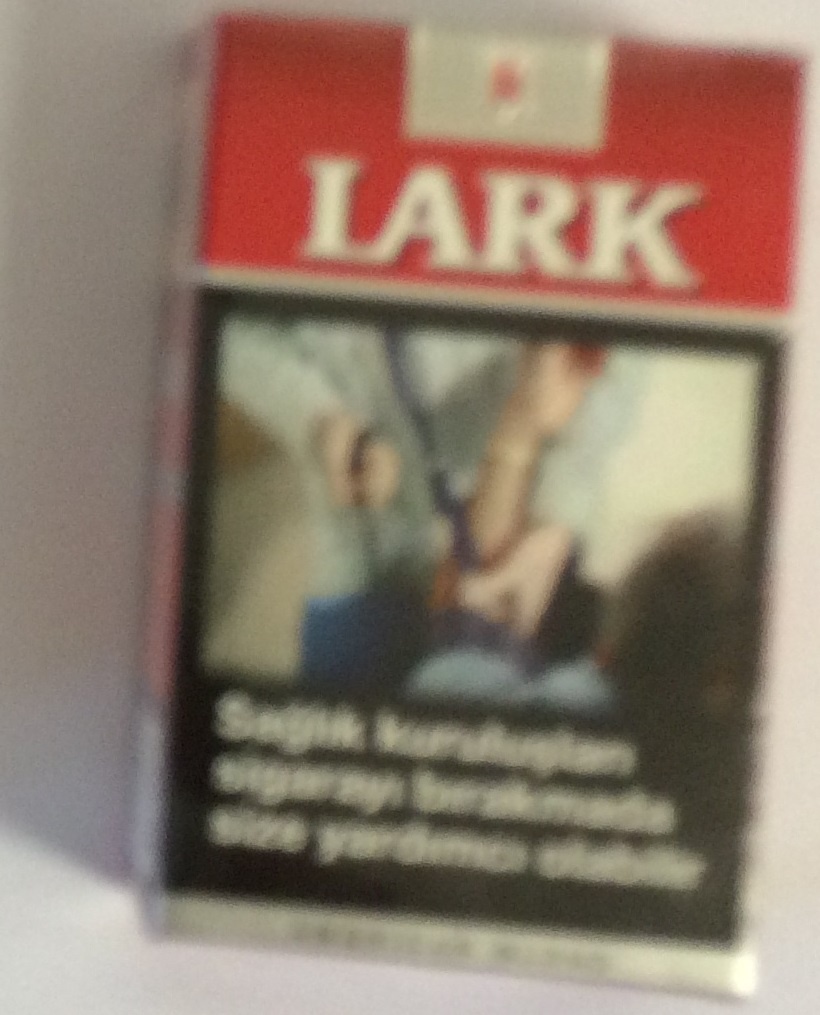 LARK
Sağlık kuruluşları
sigarayı bırakmada
size yardımcı olabilir